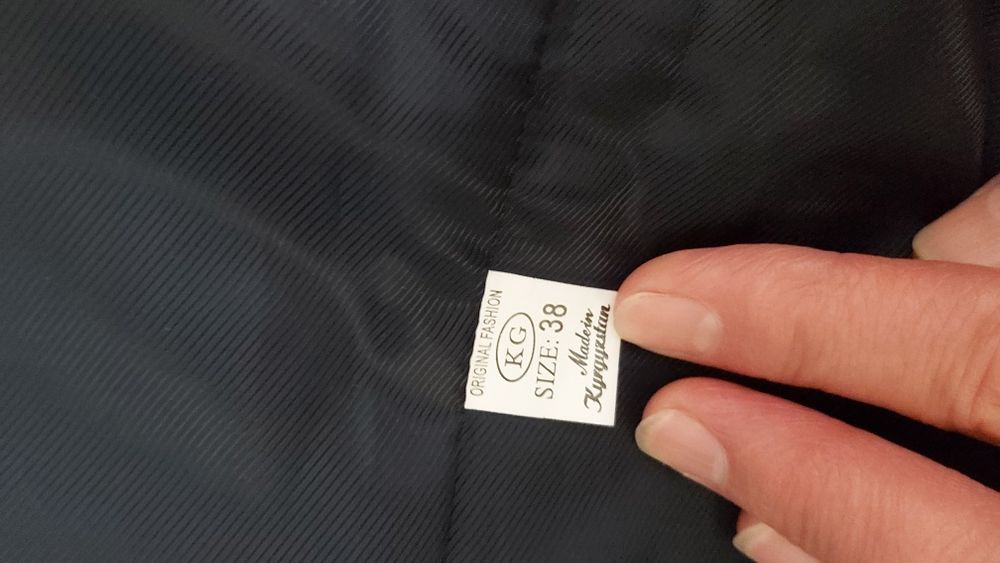 ORIGINAL FASHION
KG
SIZE: 38
Made in
Kyrgyzstan